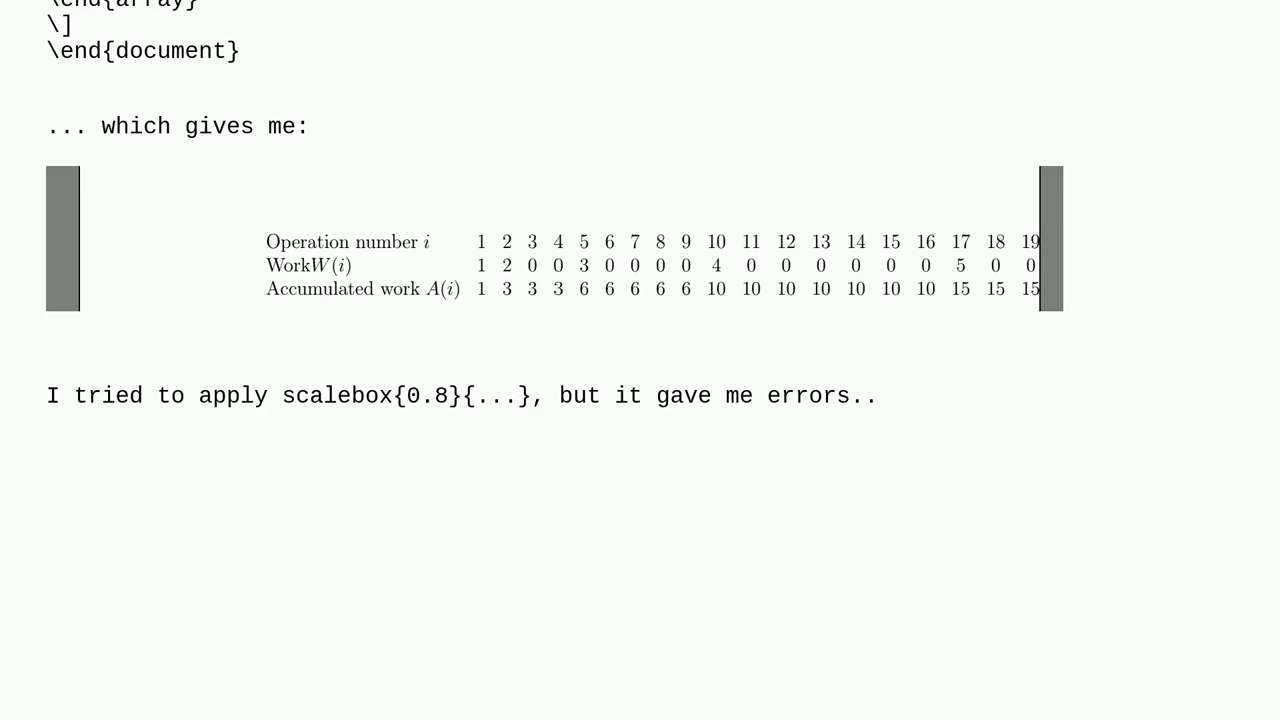 \end{array}
\]
\end{document}
... which gives me:
Operation number i 1 2 3 4 5 6 7 8 9 10 11 12 13 14 15 16 17 18 19
WorkW(i) 1 2 0 0 3 0 0 0 0 4 0 0 0 0 0 0 5 0 0
Accumulated work A(i) 1 3 3 3 6 6 6 6 6 10 10 10 10 10 10 10 15 15 15
I tried to apply scalebox{0.8}{...}, but it gave me errors..